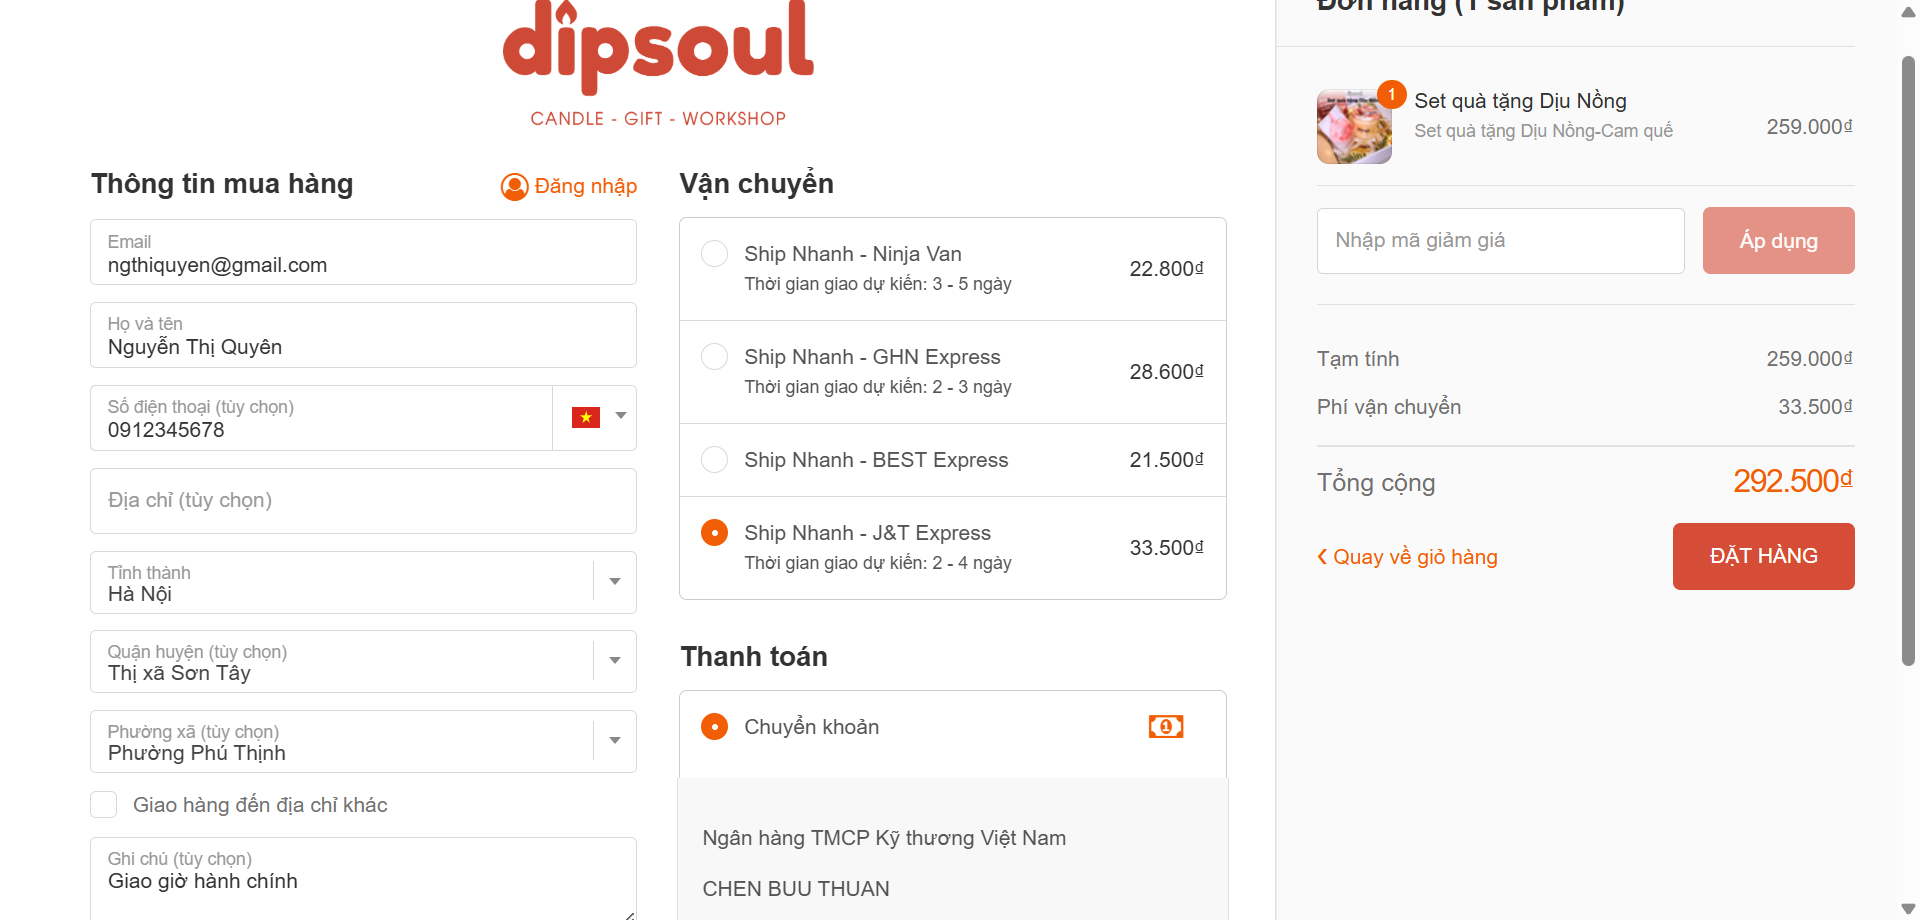 dipsoul
CANDLE - GIFT - WORKSHOP
Thông tin mua hàng
Đăng nhập
Email
ngthiquyen@gmail.com
Họ và tên
Nguyễn Thị Quyên
Số điện thoại (tùy chọn)
0912345678
Địa chỉ (tùy chọn)
Tỉnh thành
Hà Nội
Quận huyện (tùy chọn)
Thị xã Sơn Tây
Phường xã (tùy chọn)
Phường Phú Thịnh
Giao hàng đến địa chỉ khác
Ghi chú (tùy chọn)
Giao giờ hành chính
Vận chuyển
Ship Nhanh - Ninja Van
Thời gian giao dự kiến: 3 - 5 ngày
22.800₫
Ship Nhanh - GHN Express
Thời gian giao dự kiến: 2 - 3 ngày
28.600₫
Ship Nhanh - BEST Express
21.500₫
Ship Nhanh - J&T Express
Thời gian giao dự kiến: 2 - 4 ngày
33.500₫
Thanh toán
Chuyển khoản
Ngân hàng TMCP Kỹ thương Việt Nam
CHEN BUU THUAN
Đơn hàng (1 sản phẩm)
1
Set quà tặng Dịu Nồng
Set quà tặng Dịu Nồng-Cam quế
259.000₫
Nhập mã giảm giá
Áp dụng
Tạm tính
259.000₫
Phí vận chuyển
33.500₫
Tổng cộng
292.500₫
Quay về giỏ hàng
ĐẶT HÀNG